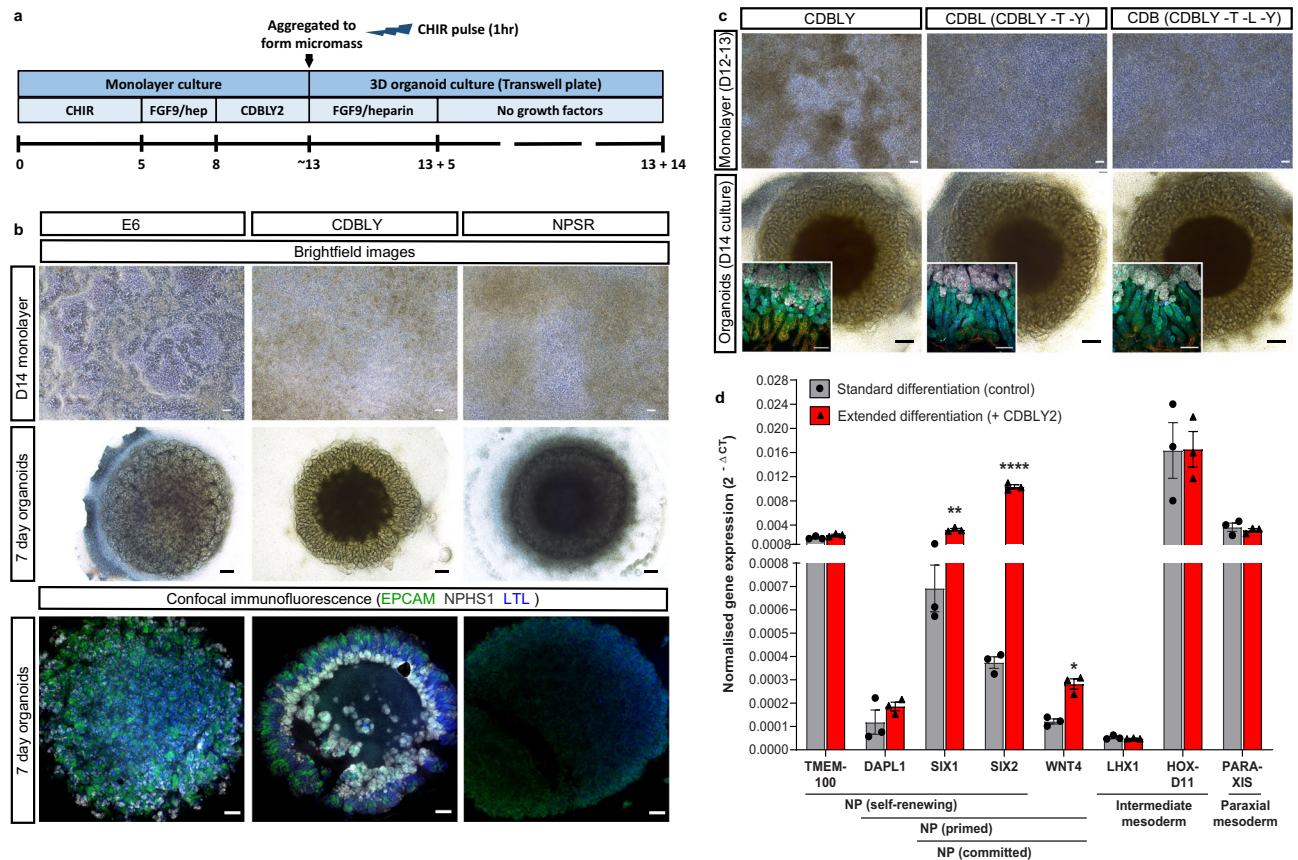 a
Aggregated to
form micromass
CHIR pulse (1hr)
Monolayer culture
3D organoid culture (Transwell plate)
CHIR
FGF9/hep
CDBLY2
FGF9/heparin
No growth factors
0
5
8
~13
13 + 5
13 + 14
b
E6
CDBLY
NPSR
Brightfield images
D14 monolayer
7 day organoids
Confocal immunofluorescence (EPCAM NPHS1 LTL )
7 day organoids
c
CDBLY
CDBL (CDBLY -T -Y)
CDB (CDBLY -T -L -Y)
Monolayer (D12-13)
Organoids (D14 culture)
d
Standard differentiation (control)
Extended differentiation (+ CDBLY2)
Normalised gene expression (2 - Δ CT)
0.028
0.024
0.020
0.016
0.012
0.004
0.0008
0.0008
0.0007
0.0006
0.0004
0.0003
0.0002
0.0001
0.0000
**
****
*
TMEM-
100
DAPL1
SIX1
SIX2
WNT4
LHX1
HOX-
D11
PARA-
XIS
NP (self-renewing)
NP (primed)
NP (committed)
Intermediate
mesoderm
Paraxial
mesoderm